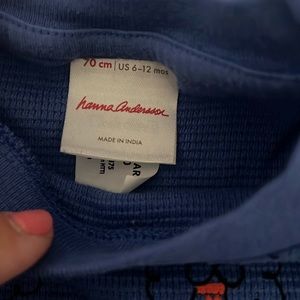 70 cm | US 6-12 mos
hanna andersson
MADE IN INDIA